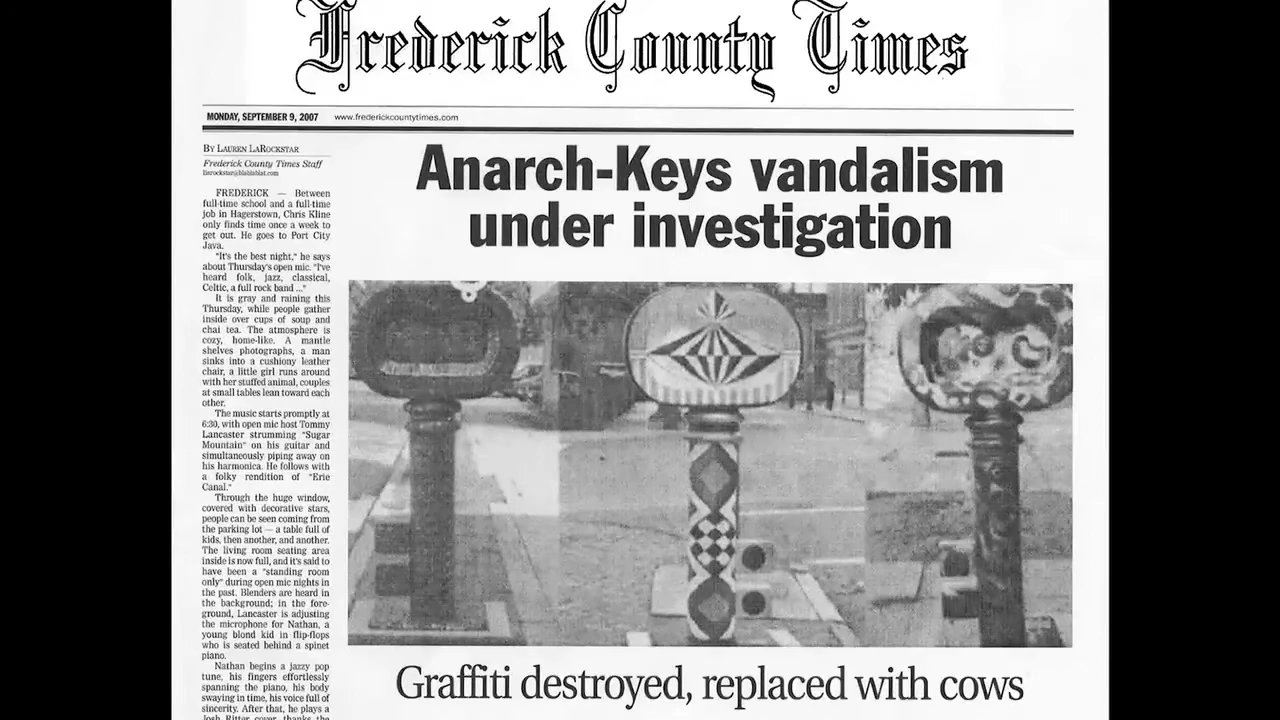 Frederick County Times
MONDAY, SEPTEMBER 9, 2007 www.frederickcountytimes.com
BY LAUREN LAROCKSTAR
Frederick County Times Staff
llarockstar@blablablat.com
Anarch-Keys vandalism
under investigation
FREDERICK — Between
full-time school and a full-time
job in Hagerstown, Chris Kline
only finds time once a week to
get out. He goes to Port City
Java.
"It's the best night," he says
about Thursday's open mic. "I've
heard folk, jazz, classical,
Celtic, a full rock band ..."
It is gray and raining this
Thursday, while people gather
inside over cups of soup and
chai tea. The atmosphere is
cozy, home-like. A mantle
shelves photographs, a man
sinks into a cushiony leather
chair, a little girl runs around
with her stuffed animal, couples
at small tables lean toward each
other.
The music starts promptly at
6:30, with open mic host Tommy
Lancaster strumming "Sugar
Mountain" on his guitar and
simultaneously piping away on
his harmonica. He follows with
a folky rendition of "Erie
Canal."
Through the huge window,
covered with decorative stars,
people can be seen coming from
the parking lot — a table full of
kids, then another, and another.
The living room seating area
inside is now full, and it's said to
have been a "standing room
only" during open mic nights in
the past. Blenders are heard in
the background; in the fore-
ground, Lancaster is adjusting
the microphone for Nathan, a
young blond kid in flip-flops
who is seated behind a spinet
piano.
Nathan begins a jazzy pop
tune, his fingers effortlessly
spanning the piano, his body
swaying in time, his voice full of
sincerity. After that, he plays a
Josh Ritter cover, thanks the
Graffiti destroyed, replaced with cows